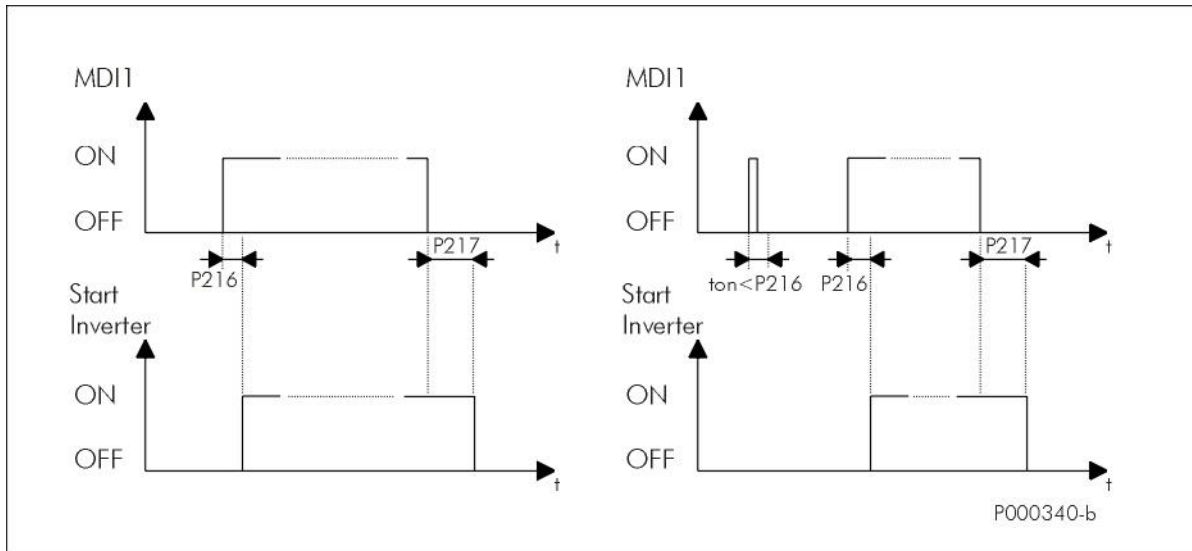 MDI1
ON
OFF
t
P216
P217
Start
Inverter
ON
OFF
t
MDI1
ON
OFF
t
ton<P216
P216
P217
Start
Inverter
ON
OFF
t
P000340-b